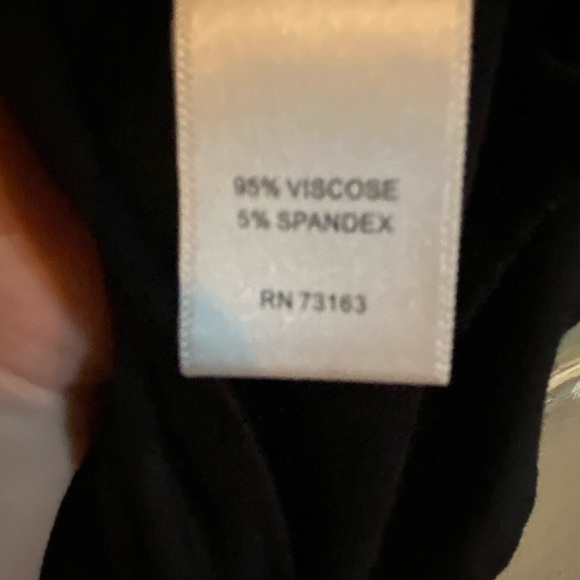 95% VISCOSE
5% SPANDEX
RN 73163